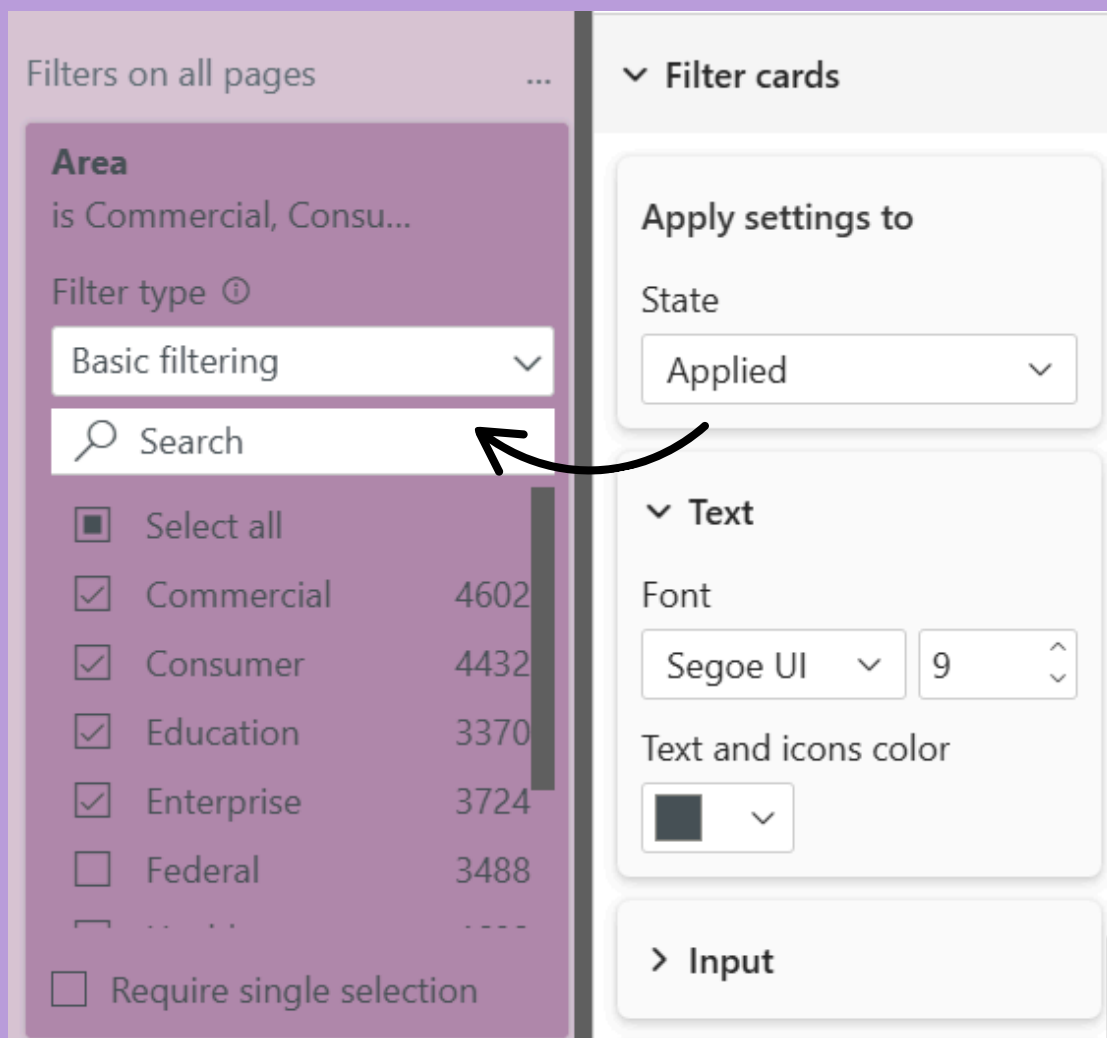 Filters on all pages ...
Area
is Commercial, Consu...
Filter type
Basic filtering
Search
Select all
Commercial 4602
Consumer 4432
Education 3370
Enterprise 3724
Federal 3488
Require single selection
Filter cards
Apply settings to
State
Applied
Text
Font
Segoe UI 9
Text and icons color
Input